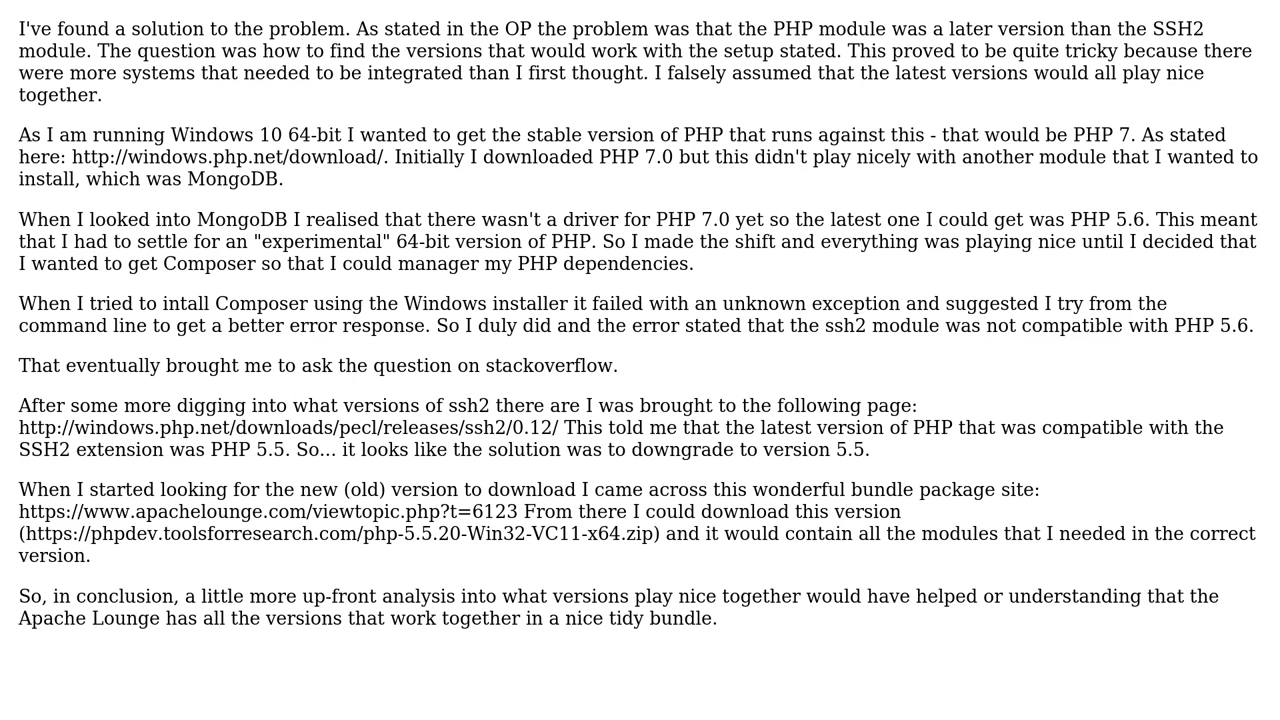 I've found a solution to the problem. As stated in the OP the problem was that the PHP module was a later version than the SSH2
module. The question was how to find the versions that would work with the setup stated. This proved to be quite tricky because there
were more systems that needed to be integrated than I first thought. I falsely assumed that the latest versions would all play nice
together.
As I am running Windows 10 64-bit I wanted to get the stable version of PHP that runs against this - that would be PHP 7. As stated
here: http://windows.php.net/download/. Initially I downloaded PHP 7.0 but this didn't play nicely with another module that I wanted to
install, which was MongoDB.
When I looked into MongoDB I realised that there wasn't a driver for PHP 7.0 yet so the latest one I could get was PHP 5.6. This meant
that I had to settle for an "experimental" 64-bit version of PHP. So I made the shift and everything was playing nice until I decided that
I wanted to get Composer so that I could manager my PHP dependencies.
When I tried to intall Composer using the Windows installer it failed with an unknown exception and suggested I try from the
command line to get a better error response. So I duly did and the error stated that the ssh2 module was not compatible with PHP 5.6.
That eventually brought me to ask the question on stackoverflow.
After some more digging into what versions of ssh2 there are I was brought to the following page:
http://windows.php.net/downloads/pecl/releases/ssh2/0.12/ This told me that the latest version of PHP that was compatible with the
SSH2 extension was PHP 5.5. So... it looks like the solution was to downgrade to version 5.5.
When I started looking for the new (old) version to download I came across this wonderful bundle package site:
https://www.apachelounge.com/viewtopic.php?t=6123 From there I could download this version
(https://phpdev.toolsforresearch.com/php-5.5.20-Win32-VC11-x64.zip) and it would contain all the modules that I needed in the correct
version.
So, in conclusion, a little more up-front analysis into what versions play nice together would have helped or understanding that the
Apache Lounge has all the versions that work together in a nice tidy bundle.